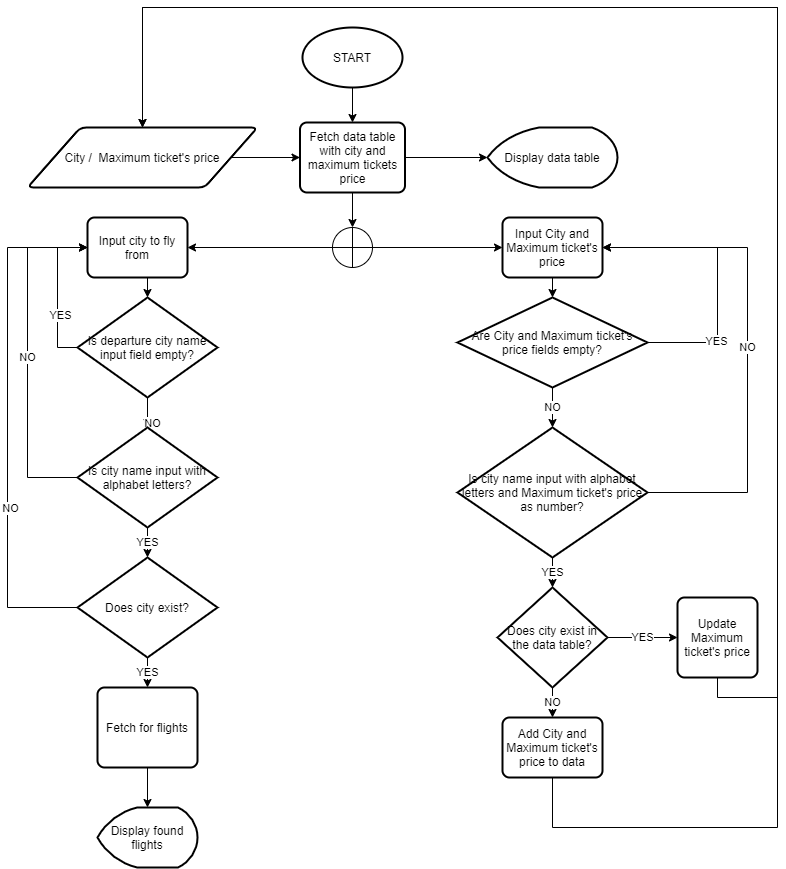 START
City /  Maximum ticket's price
Fetch data table
with city and
maximum tickets
price
Display data table
Input city to fly
from
Input City and
Maximum ticket's
price
YES
Is departure city name
input field empty?
Are City and Maximum ticket's
price fields empty?
YES
NO
NO
NO
NO
Is city name input with
alphabet letters?
Is city name input with alphabet
letters and Maximum ticket's price
as number?
NO
YES
YES
Does city exist?
Does city exist in
the data table?
YES
Update
Maximum
ticket's price
YES
NO
Fetch for flights
Add City and
Maximum ticket's
price to data
Display found
flights